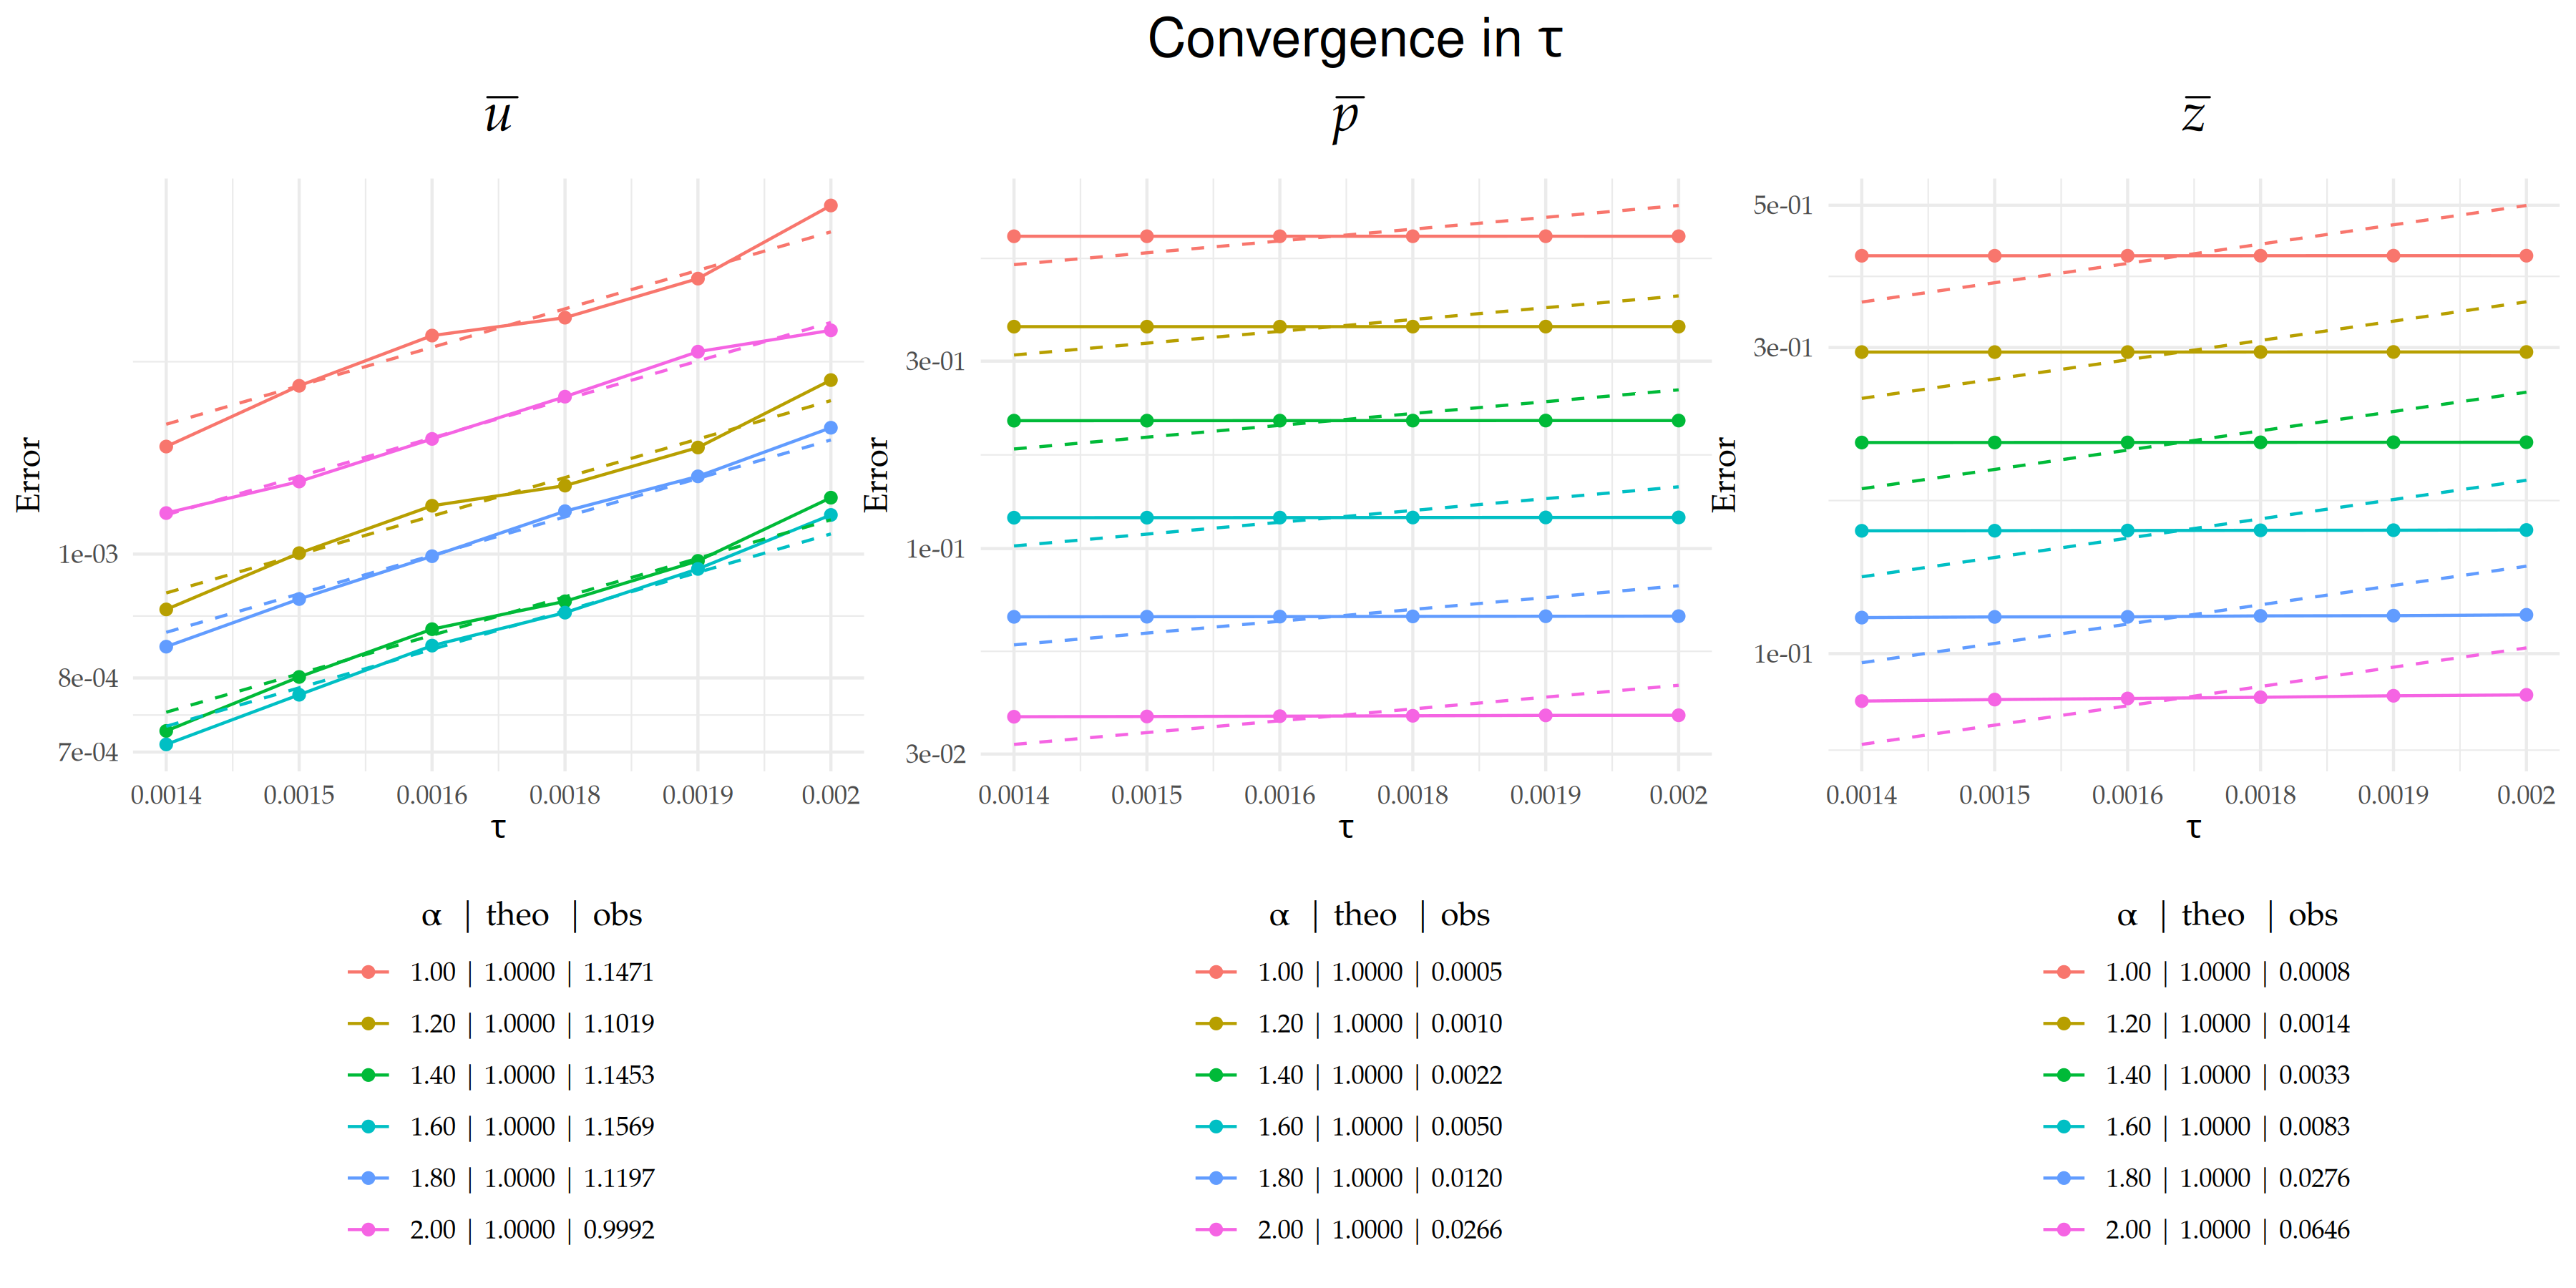 Convergence in τ
u̅
p̅
z̅
Error
1e-03
8e-04
7e-04
0.0014 0.0015 0.0016 0.0018 0.0019 0.002
τ
Error
3e-01
1e-01
3e-02
0.0014 0.0015 0.0016 0.0018 0.0019 0.002
τ
Error
5e-01
3e-01
1e-01
0.0014 0.0015 0.0016 0.0018 0.0019 0.002
τ
α | theo | obs
1.00 | 1.0000 | 1.1471
1.20 | 1.0000 | 1.1019
1.40 | 1.0000 | 1.1453
1.60 | 1.0000 | 1.1569
1.80 | 1.0000 | 1.1197
2.00 | 1.0000 | 0.9992
α | theo | obs
1.00 | 1.0000 | 0.0005
1.20 | 1.0000 | 0.0010
1.40 | 1.0000 | 0.0022
1.60 | 1.0000 | 0.0050
1.80 | 1.0000 | 0.0120
2.00 | 1.0000 | 0.0266
α | theo | obs
1.00 | 1.0000 | 0.0008
1.20 | 1.0000 | 0.0014
1.40 | 1.0000 | 0.0033
1.60 | 1.0000 | 0.0083
1.80 | 1.0000 | 0.0276
2.00 | 1.0000 | 0.0646